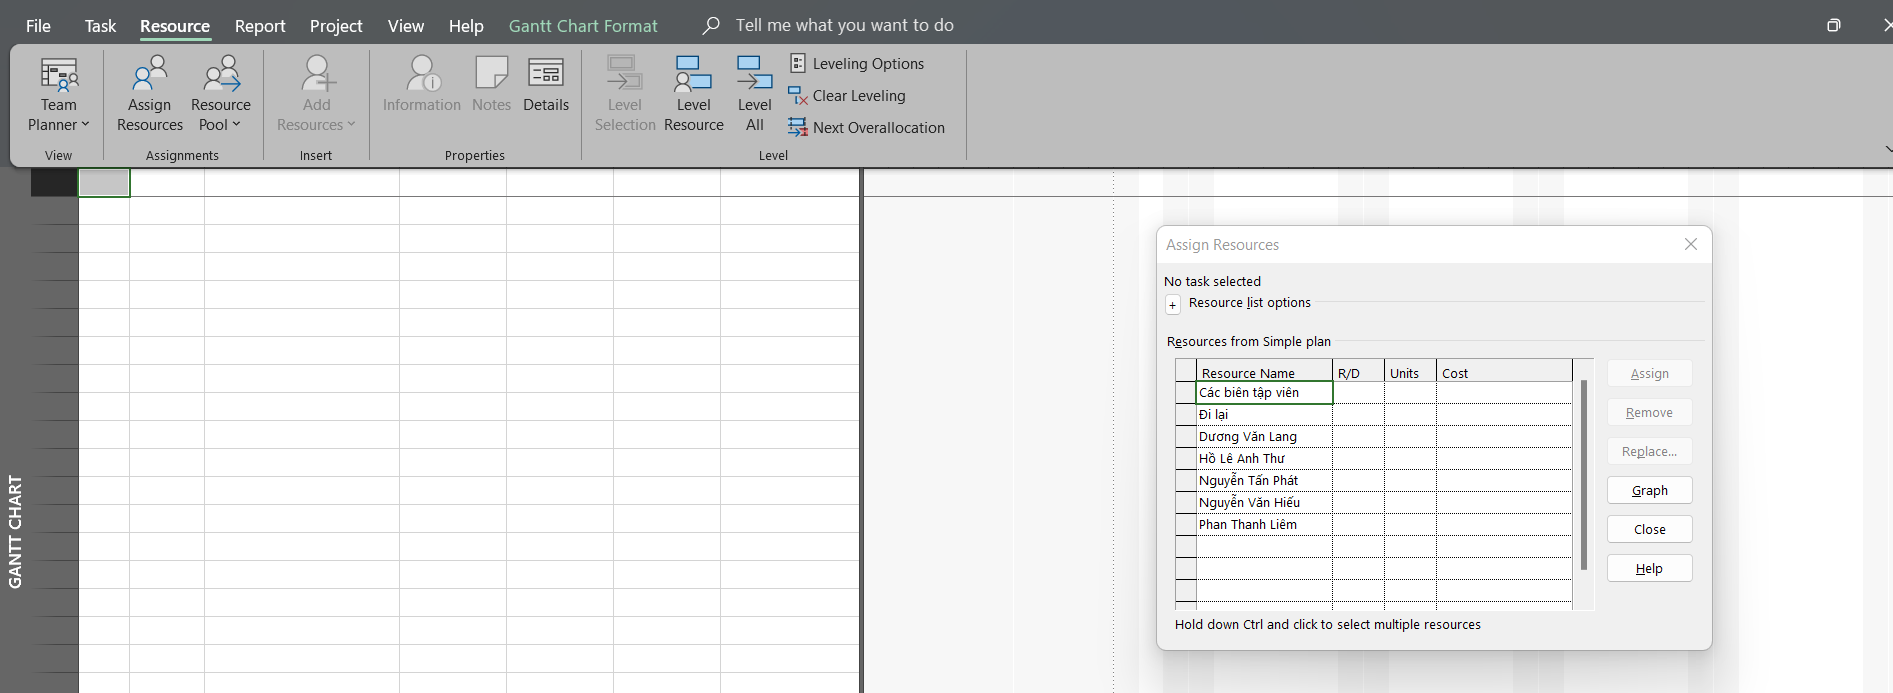 File Task Resource Report Project View Help Gantt Chart Format Tell me what you want to do
Team Planner
Assign Resources
Resource Pool
Add Resources
Information
Notes
Details
Level Selection
Level Resource
Level All
Leveling Options
Clear Leveling
Next Overallocation
View
Assignments
Insert
Properties
Level
GANTT CHART
Assign Resources
No task selected
+ Resource list options
Resources from Simple plan
Resource Name R/D Units Cost
Các biên tập viên
Đi lại
Dương Văn Lang
Hồ Lê Anh Thư
Nguyễn Tấn Phát
Nguyễn Văn Hiếu
Phan Thanh Liêm
Assign
Remove
Replace...
Graph
Close
Help
Hold down Ctrl and click to select multiple resources